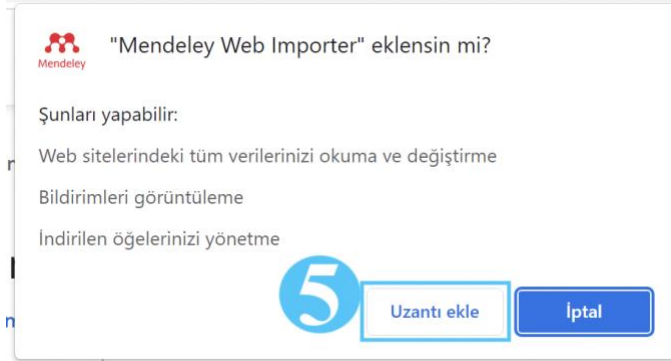 "Mendeley Web Importer" eklensin mi?
Mendeley
Şunları yapabilir:
Web sitelerindeki tüm verilerinizi okuma ve değiştirme
Bildirimleri görüntüleme
İndirilen öğelerinizi yönetme
5
Uzantı ekle
İptal